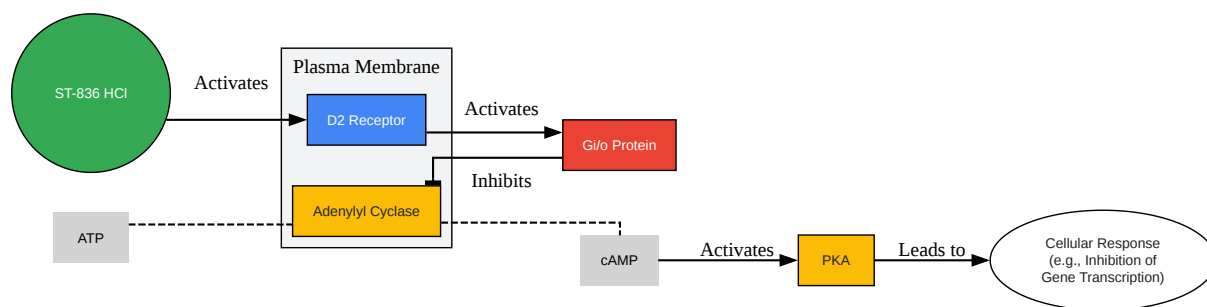 ST-836 HCl
Activates
Plasma Membrane
D2 Receptor
Activates
Gi/o Protein
Inhibits
Adenylyl Cyclase
ATP
cAMP
Activates
PKA
Leads to
Cellular Response
(e.g., Inhibition of
Gene Transcription)